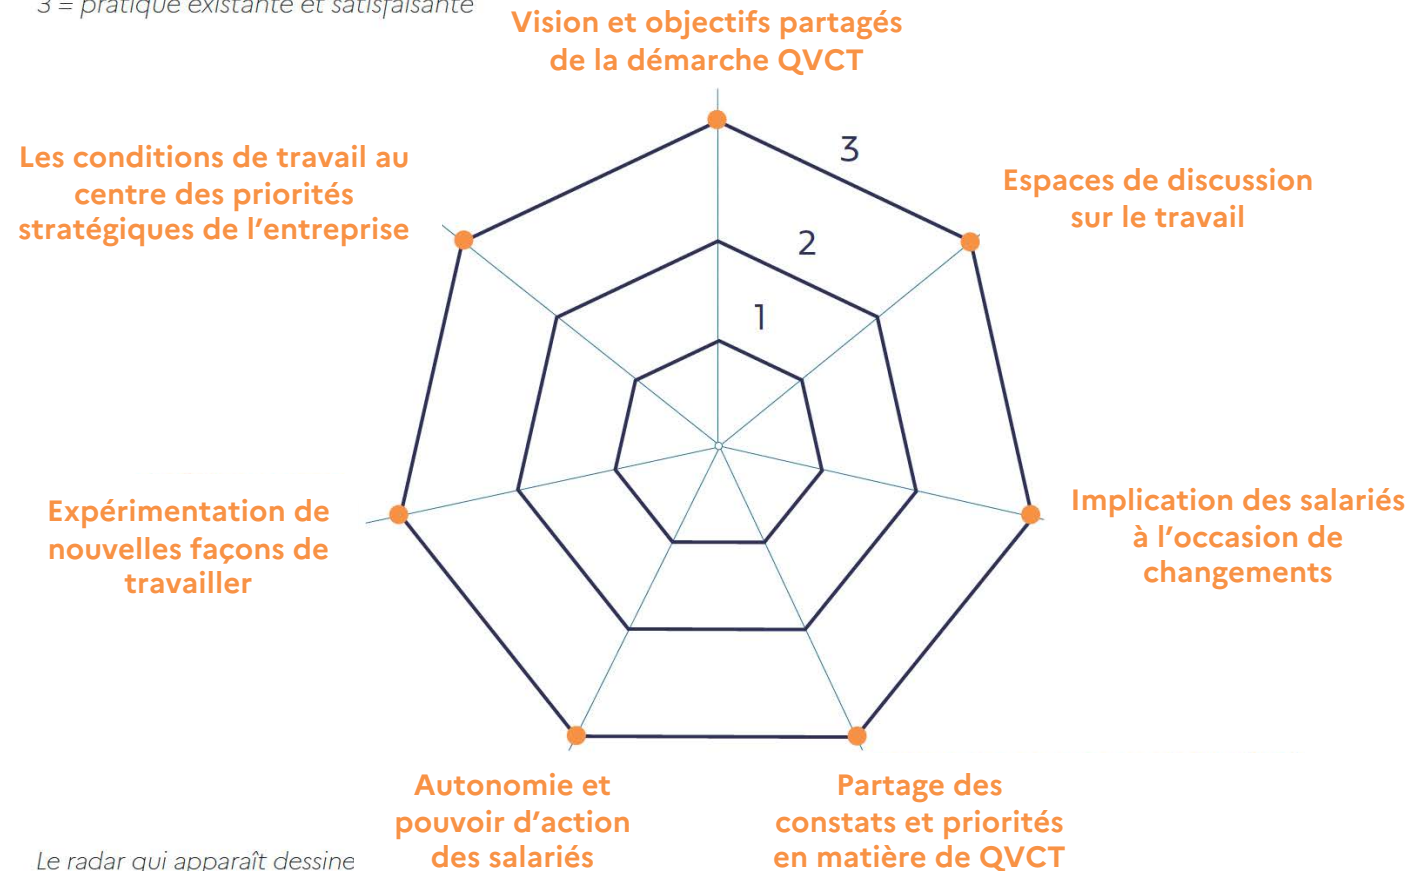 3 = pratique existante et satisfaisante
Vision et objectifs partagés
de la démarche QVCT
3
Les conditions de travail au
centre des priorités
stratégiques de l’entreprise
Espaces de discussion
sur le travail
2
1
Expérimentation de
nouvelles façons de
travailler
Implication des salariés
à l’occasion de
changements
Autonomie et
pouvoir d’action
des salariés
Partage des
constats et priorités
en matière de QVCT
Le radar qui apparaît dessine